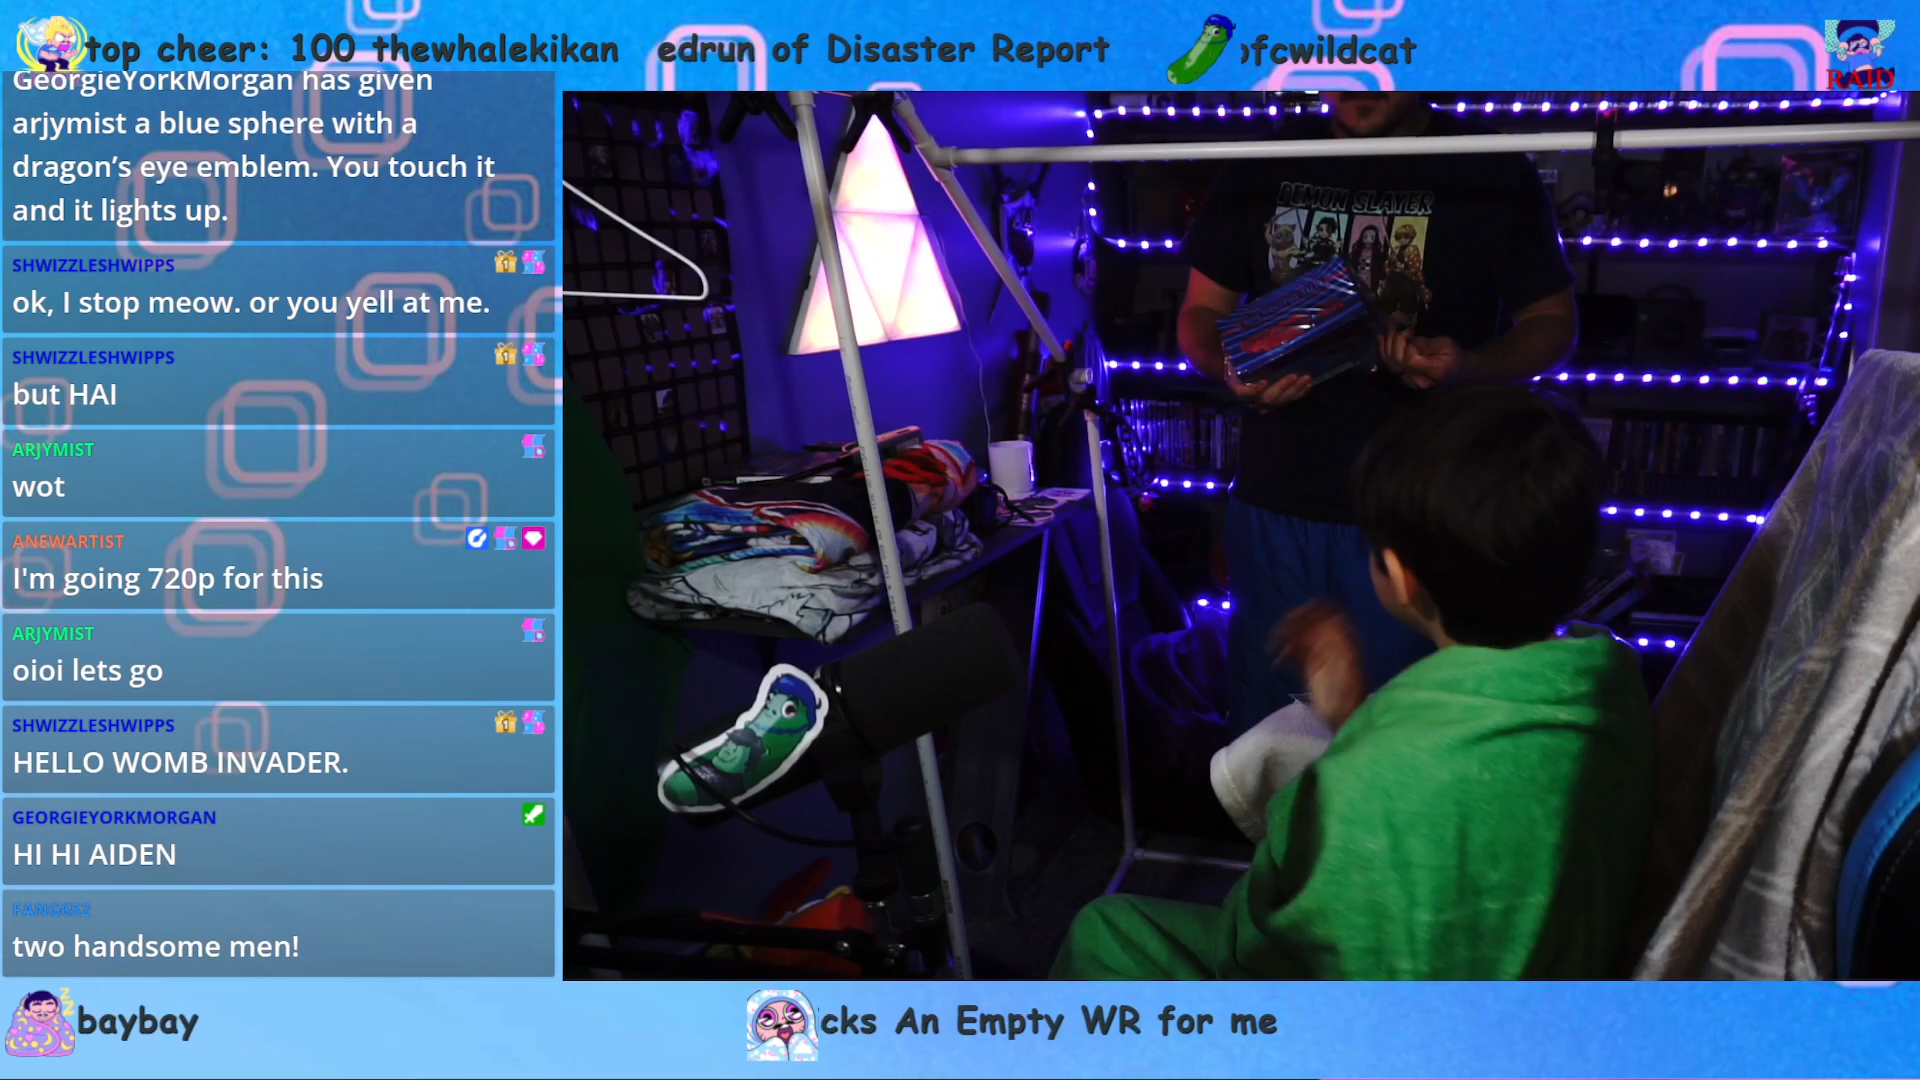 top cheer: 100 thewhalekikan edrun of Disaster Report ofcwildcat
RAID
GeorgieYorkMorgan has given
arjymist a blue sphere with a
dragon's eye emblem. You touch it
and it lights up.
SHWIZZLESHWIPPS
ok, I stop meow. or you yell at me.
SHWIZZLESHWIPPS
but HAI
ARJYMIST
wot
ANEWARTIST
I'm going 720p for this
ARJYMIST
oioi lets go
SHWIZZLESHWIPPS
HELLO WOMB INVADER.
GEORGIEYORKMORGAN
HI HI AIDEN
FANG652
two handsome men!
DEMON SLAYER
baybay
cks An Empty WR for me